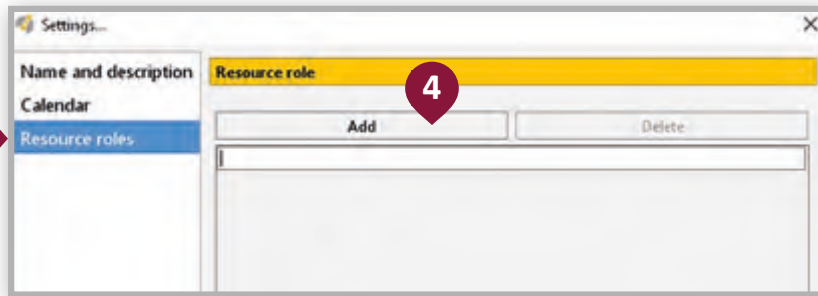 Settings...
Name and description
Resource role
4
Calendar
Add
Delete
Resource roles